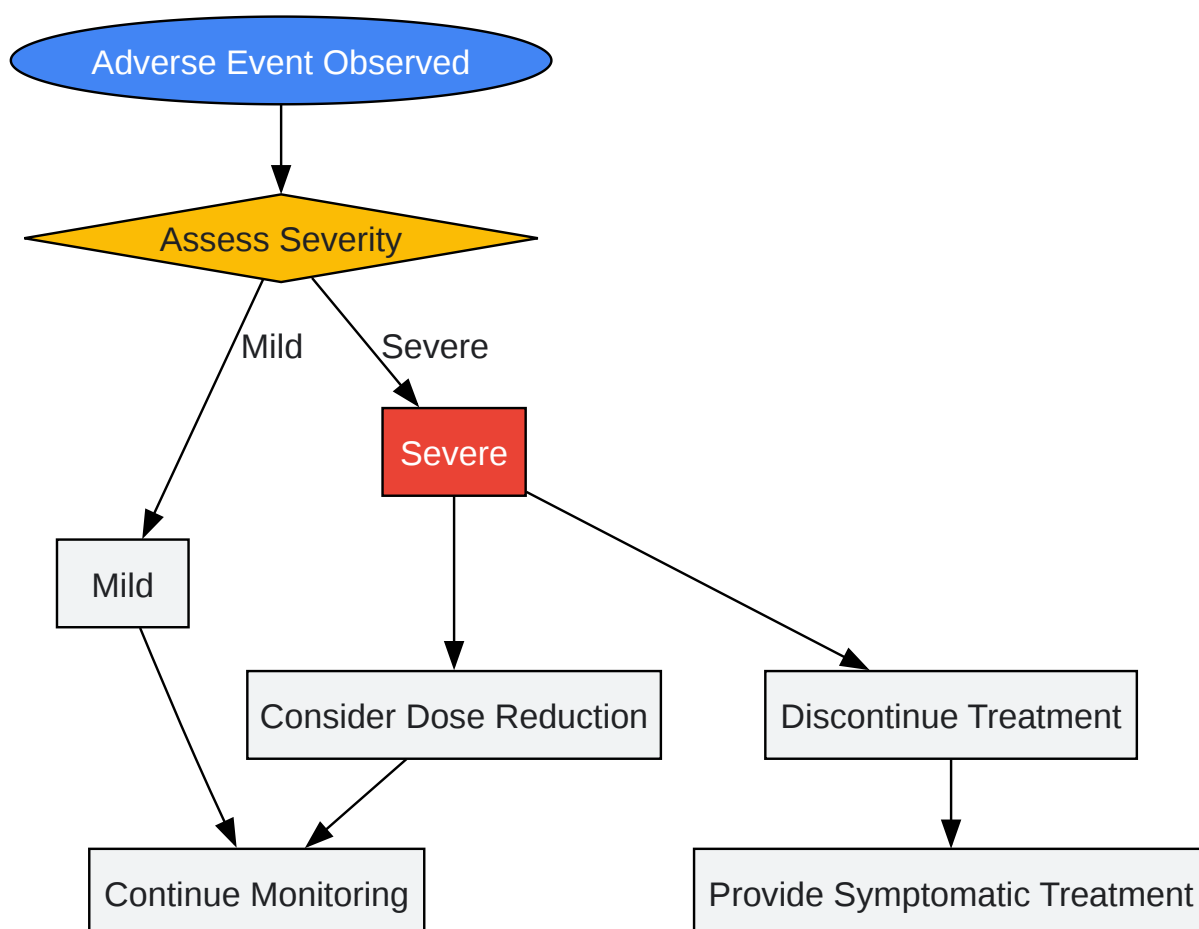 Adverse Event Observed
Assess Severity
Mild
Severe
Severe
Mild
Consider Dose Reduction
Discontinue Treatment
Continue Monitoring
Provide Symptomatic Treatment